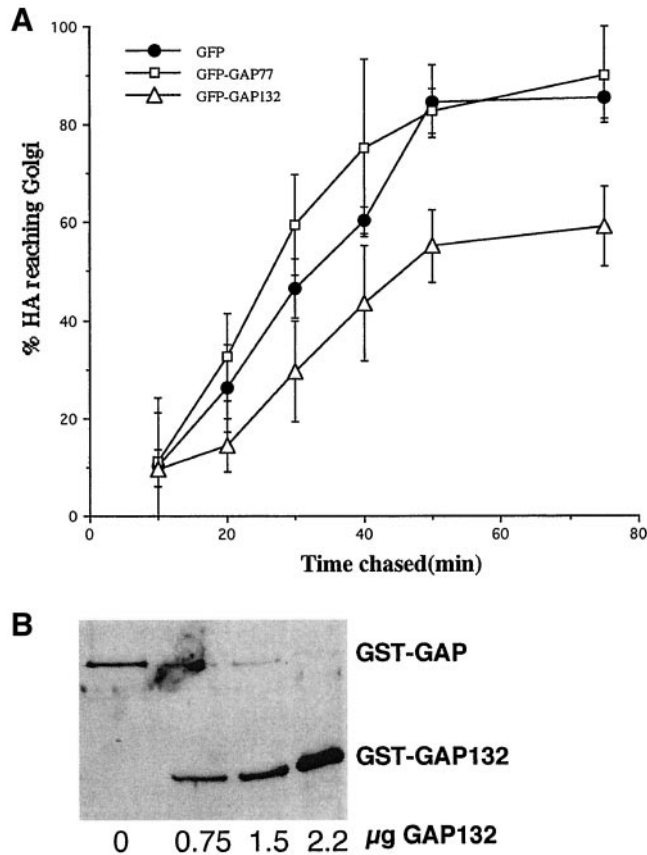 A
100
80
60
40
20
0
% HA reaching Golgi
GFP
GFP-GAP77
GFP-GAP132
0 20 40 60 80
Time chased(min)
B
GST-GAP
GST-GAP132
0 0.75 1.5 2.2 µg GAP132